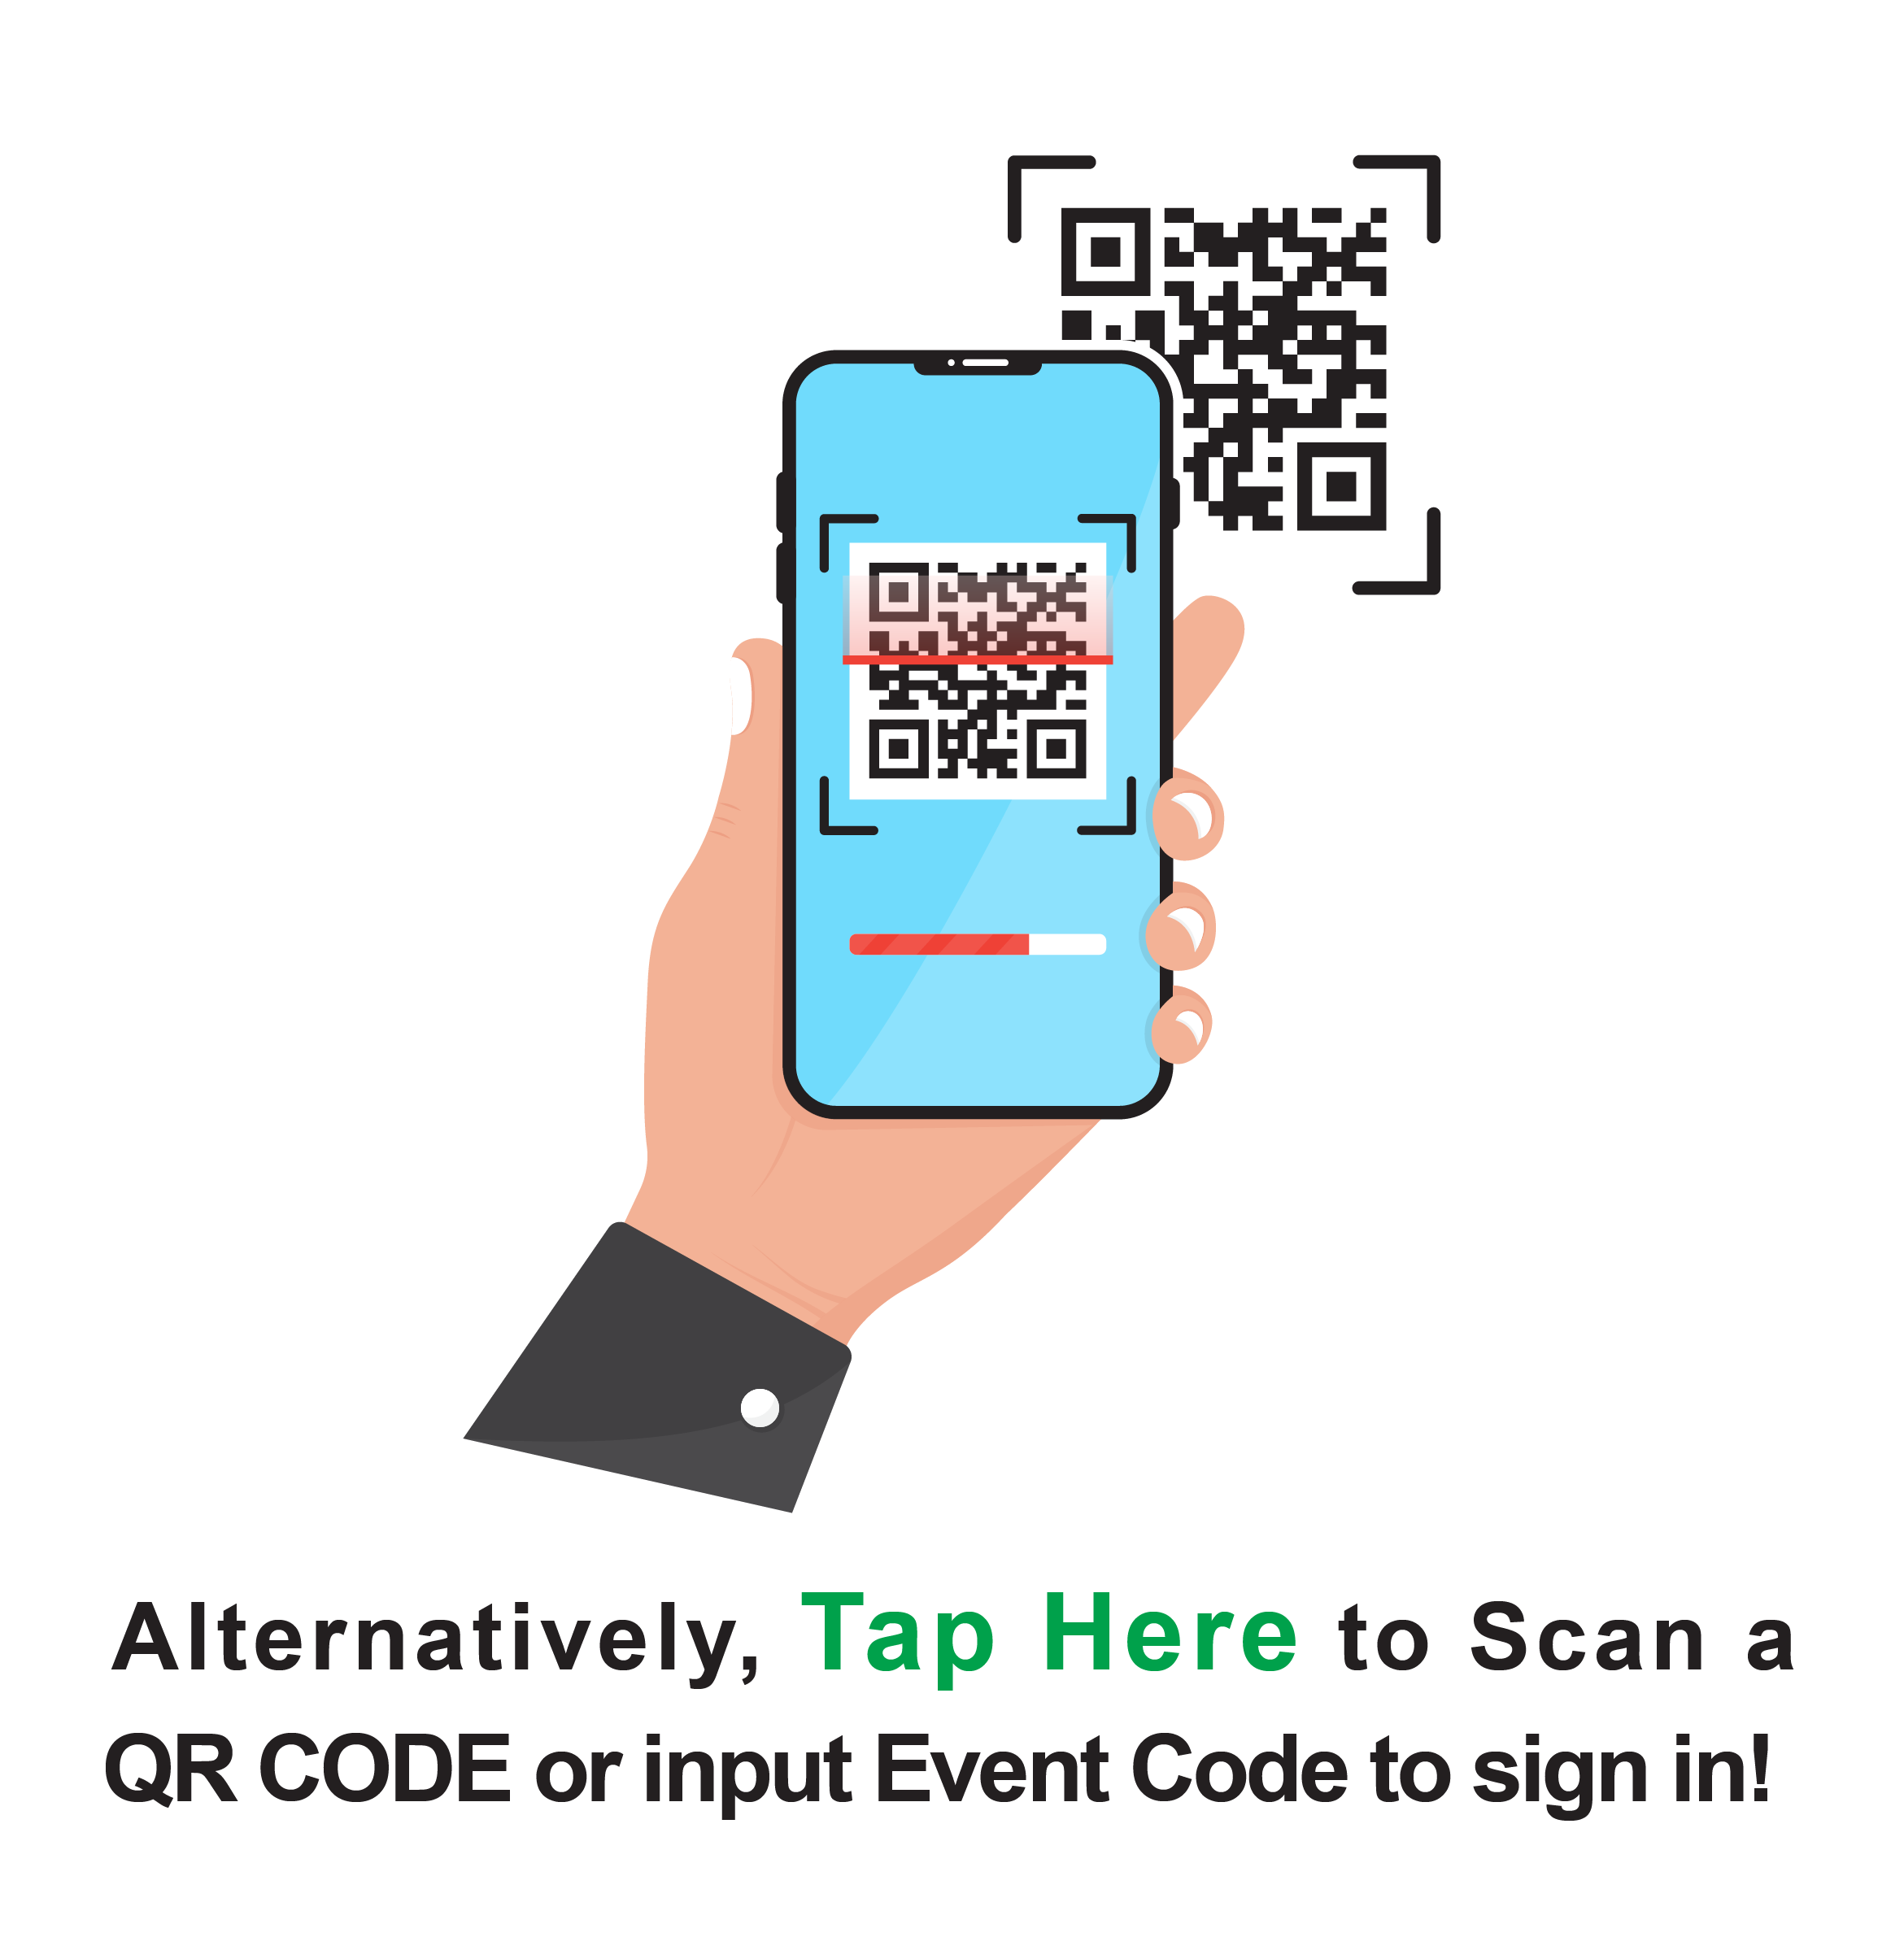 Alternatively, Tap Here to Scan a
QR CODE or input Event Code to sign in!